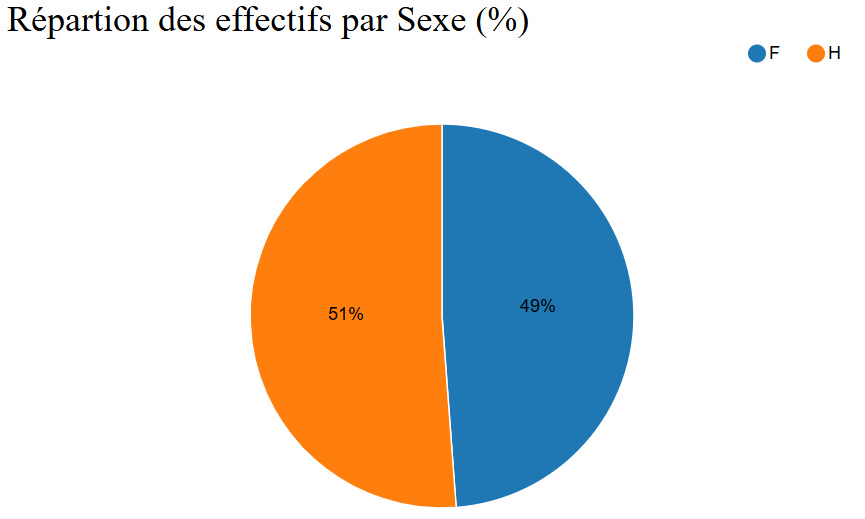 Répartion des effectifs par Sexe (%)
F H
51%
49%